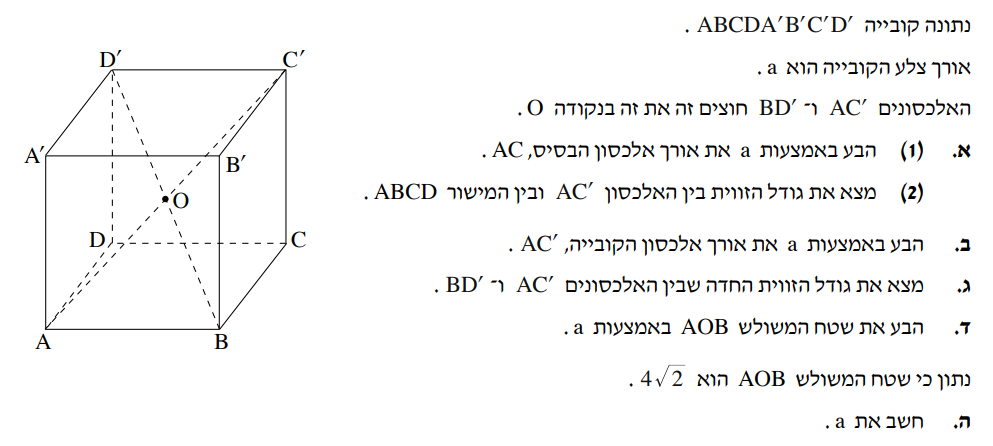 נתונה קובייה ABCDA′B′C′D′ .
אורך צלע הקובייה הוא a .
האלכסונים AC′ ו־ BD′ חוצים זה את זה בנקודה O .
א. (1) הבע באמצעות a את אורך אלכסון הבסיס, AC .
(2) מצא את גודל הזווית בין האלכסון AC′ ובין המישור ABCD .
ב. הבע באמצעות a את אורך אלכסון הקובייה, AC′ .
ג. מצא את גודל הזווית החדה שבין האלכסונים AC′ ו־ BD′ .
ד. הבע את שטח המשולש AOB באמצעות a .
נתון כי שטח המשולש AOB הוא 4√2 .
ה. חשב את a .
D′
C′
A′
B′
O
D
C
A
B